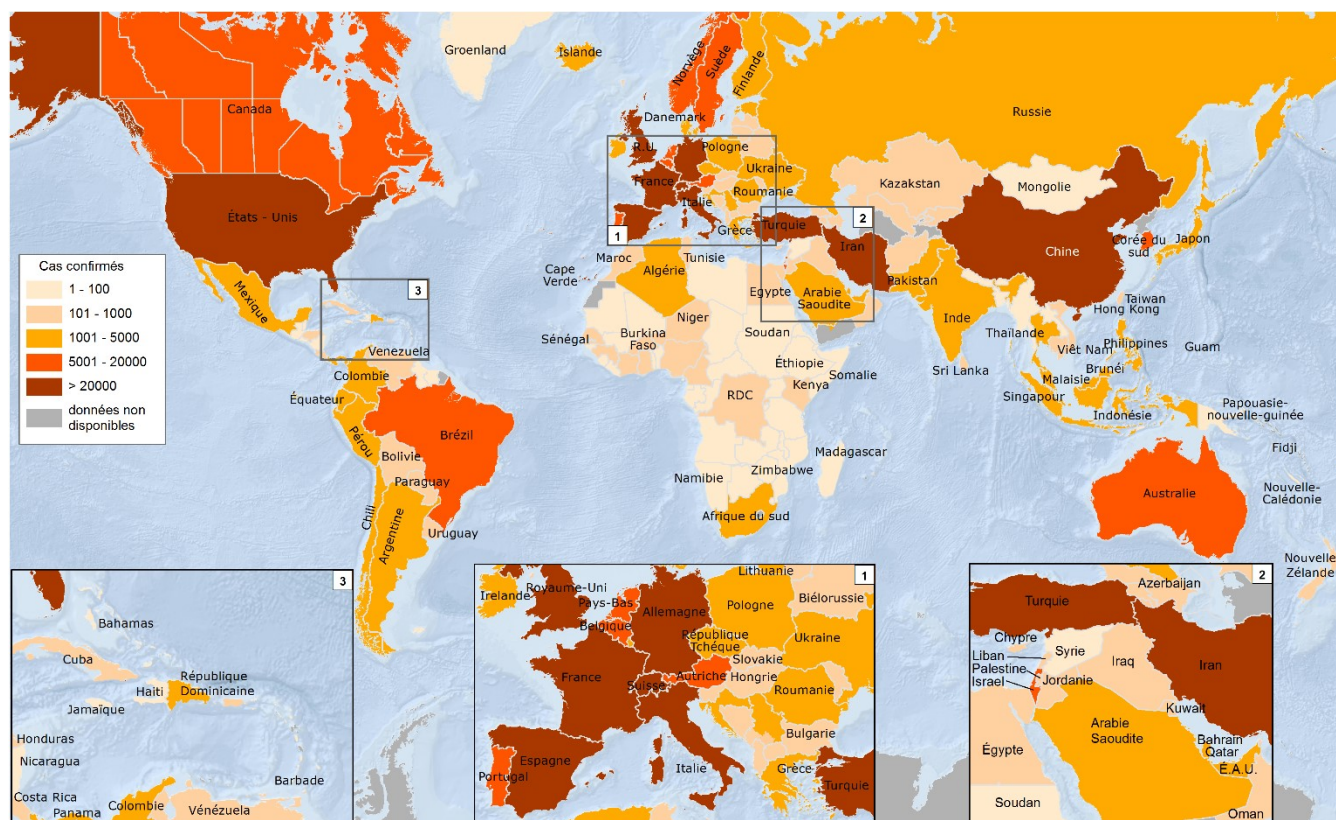 Groenland
Islande
Norvège
Suède
Finlande
Russie
Canada
Danemark
R.U.
Pologne
Ukraine
France
Roumanie
Kazakstan
Mongolie
Italie
États - Unis
1
Grèce
Turquie
2
Iran
Chine
Corée du
sud
Japon
Cas confirmés
1 - 100
101 - 1000
1001 - 5000
5001 - 20000
> 20000
données non
disponibles
Mexique
3
Cape
Verde
Maroc
Tunisie
Algérie
Egypte
Arabie
Saoudite
Pakistan
Inde
Taiwan
Hong Kong
Sénégal
Burkina
Faso
Niger
Soudan
Thaïlande
Viêt Nam
Philippines
Guam
Venezuela
Colombie
Équateur
Éthiopie
Somalie
Kenya
Sri Lanka
Brunéi
Malaisie
Singapour
Indonésie
Papouasie-
nouvelle-guinée
RDC
Pérou
Brézil
Bolivie
Paraguay
Madagascar
Zimbabwe
Namibie
Fidji
Australie
Nouvelle-
Calédonie
Chili
Argentine
Uruguay
Afrique du sud
Nouvelle
Zélande
3
Bahamas
Cuba
Haiti
République
Dominicaine
Jamaïque
Honduras
Nicaragua
Barbade
Costa Rica
Panama
Colombie
Vénézuela
1
Lithuanie
Irelande
Royaume-Uni
Pays-Bas
Allemagne
Pologne
Biélorussie
Belgique
République
Tchéque
Ukraine
Slovakie
France
Autriche
Hongrie
Suisse
Roumanie
Bulgarie
Espagne
Portugal
Italie
Grèce
Turquie
2
Azerbaijan
Turquie
Chypre
Syrie
Liban
Palestine
Israel
Iraq
Iran
Jordanie
Kuwait
Égypte
Arabie
Saoudite
Bahrain
Qatar
É.A.U.
Soudan
Oman